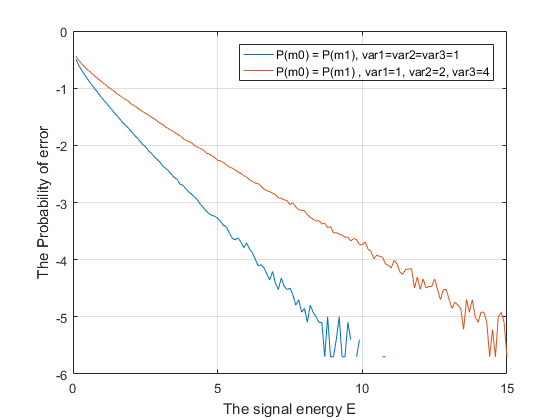 0
-1
-2
-3
-4
-5
-6
The Probability of error
P(m0) = P(m1), var1=var2=var3=1
P(m0) = P(m1) , var1=1, var2=2, var3=4
0
5
10
15
The signal energy E